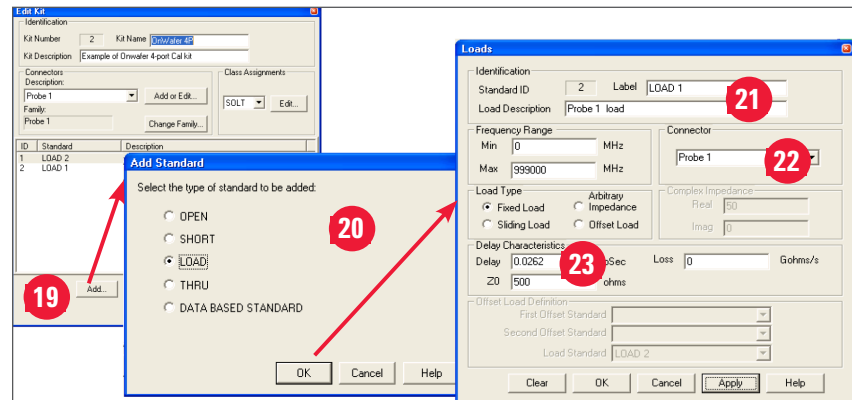 Edit Kit
Identification
Kit Number 2 Kit Name OnWafer 4P
Kit Description Example of Onwafer 4-port Cal kit
Connectors
Description:
Probe 1
Add or Edit...
Family:
Probe 1
Change Family...
Class Assignments
SOLT Edit...
ID Standard Description
1 LOAD 2
2 LOAD 1
19
Add...
Add Standard
Select the type of standard to be added:
OPEN
SHORT
LOAD
THRU
DATA BASED STANDARD
20
OK Cancel Help
Loads
Identification
Standard ID 2 Label LOAD 1
Load Description Probe 1 load
21
Frequency Range
Min 0 MHz
Max 999000 MHz
Connector
Probe 1
22
Load Type
Fixed Load
Arbitrary Impedance
Sliding Load
Offset Load
Complex Impedance
Real 50
Imag 0
Delay Characteristics
Delay 0.0262 Loss 0 Gohms/s
Z0 500 ohms
23
Offset Load Definition
First Offset Standard
Second Offset Standard
Load Standard LOAD 2
Clear OK Cancel Apply Help